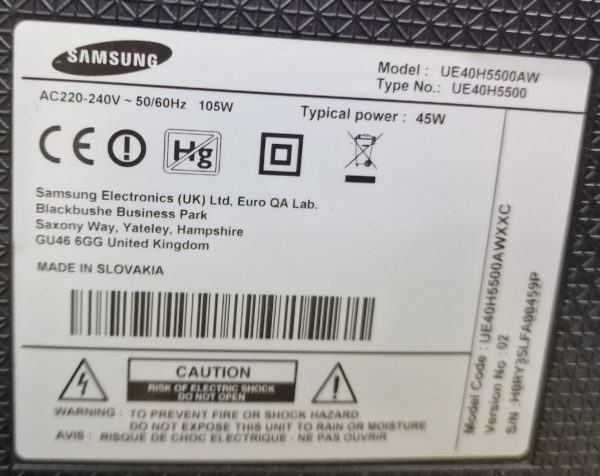 SAMSUNG
Model : UE40H5500AW
Type No.: UE40H5500
AC220-240V ~ 50/60Hz 105W
Typical power : 45W
CE
Hg
Samsung Electronics (UK) Ltd, Euro QA Lab.
Blackbushe Business Park
Saxony Way, Yateley, Hampshire
GU46 6GG United Kingdom
MADE IN SLOVAKIA
CAUTION
RISK OF ELECTRIC SHOCK
DO NOT OPEN
WARNING : TO PREVENT FIRE OR SHOCK HAZARD
DO NOT EXPOSE THIS UNIT TO RAIN OR MOISTURE
AVIS : RISQUE DE CHOC ELECTRIQUE - NE PAS OUVRIR
Model Code : UE40H5500AWXXC
Version No : 02
S/N : H0RY3SLFA00459P